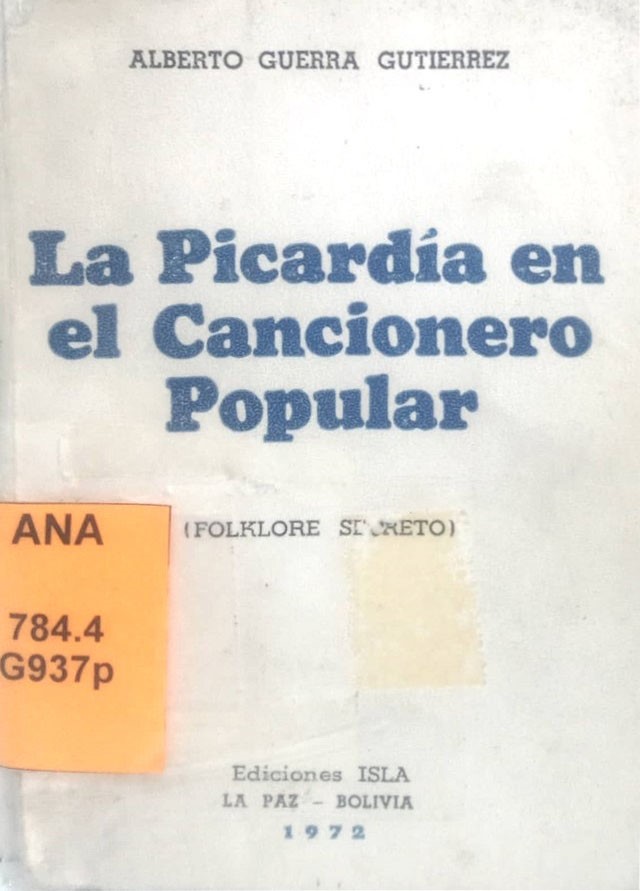 ALBERTO GUERRA GUTIERREZ
La Picardía en
el Cancionero
Popular
(FOLKLORE SECRETO)
ANA
784.4
G937p
Ediciones ISLA
LA PAZ - BOLIVIA
1972